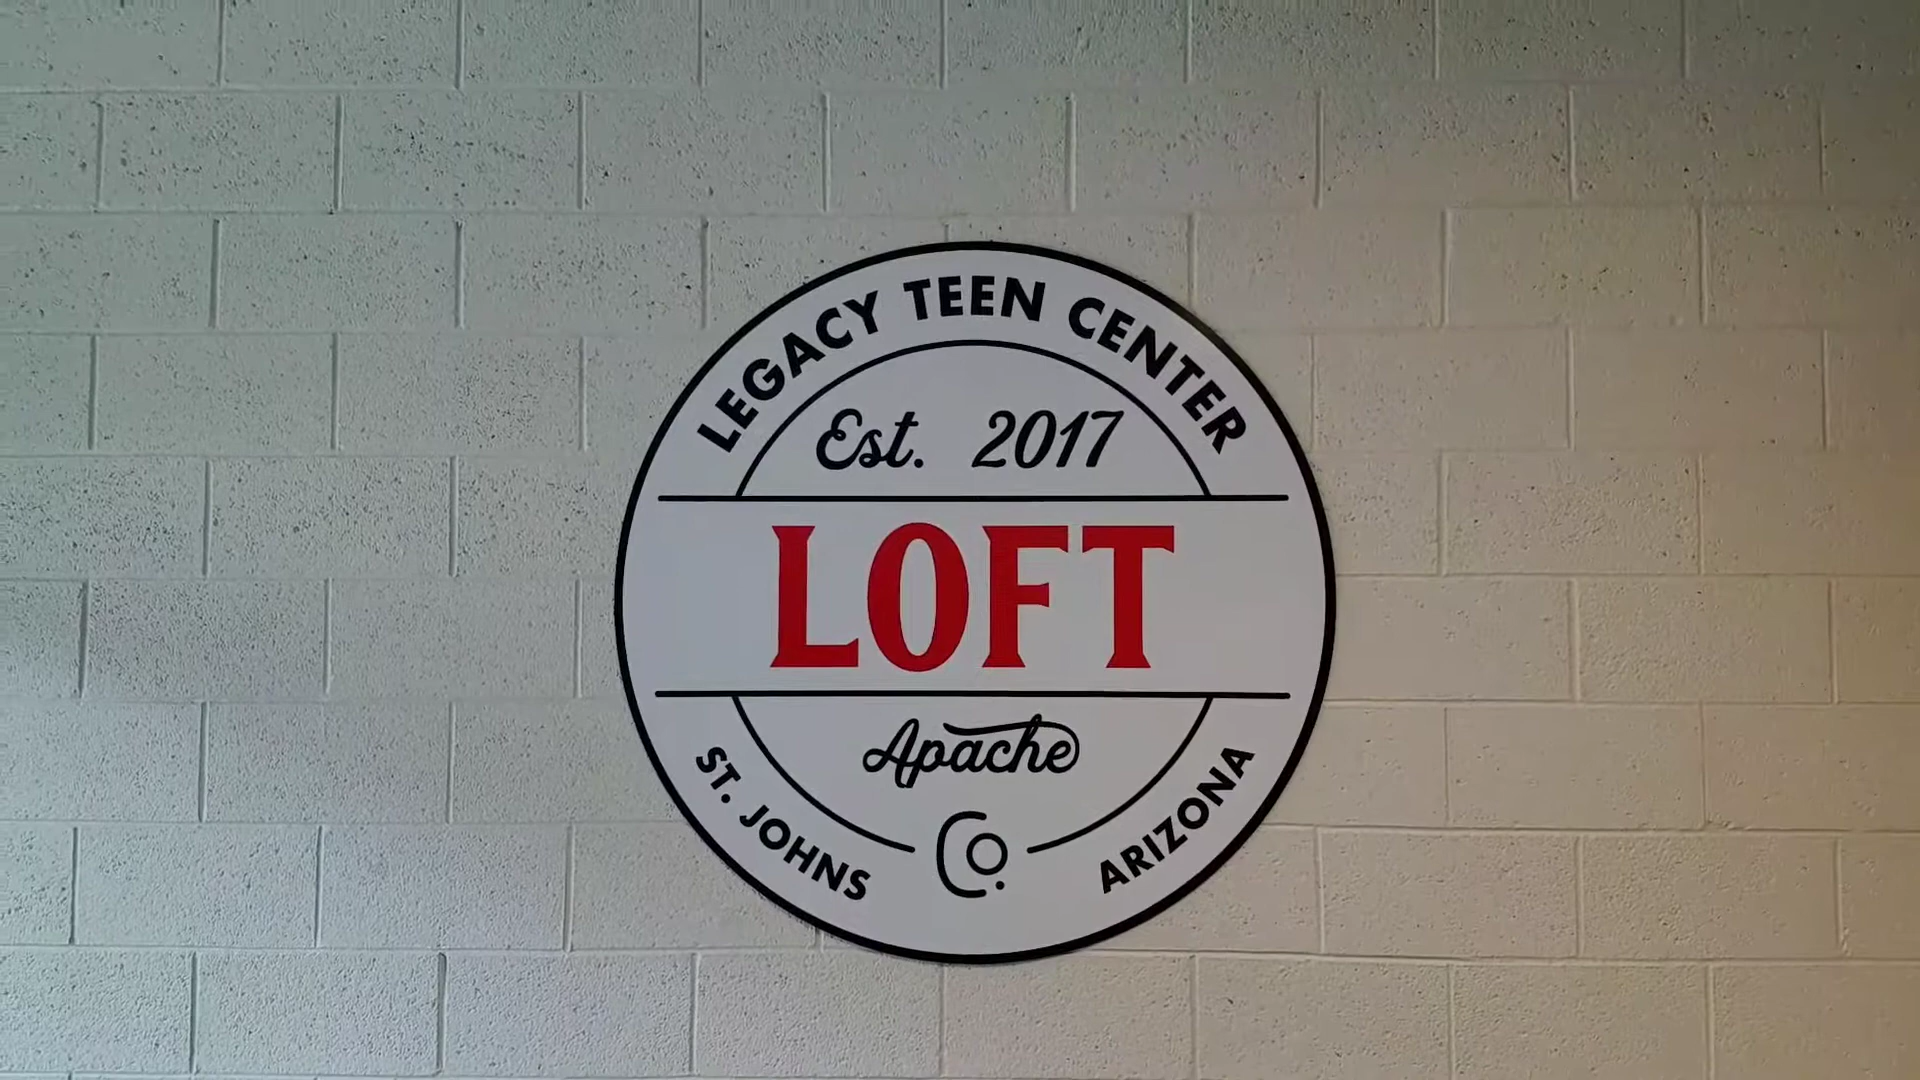 LEGACY TEEN CENTER
Est. 2017
LOFT
Apache
Co.
ST. JOHNS
ARIZONA